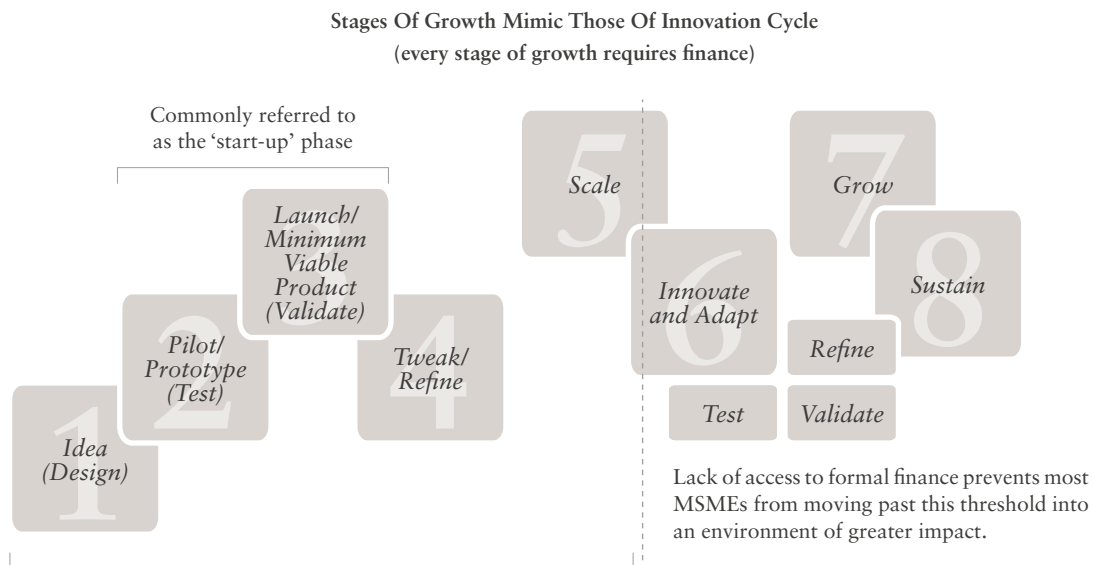 Stages Of Growth Mimic Those Of Innovation Cycle
(every stage of growth requires finance)
Commonly referred to
as the ‘start-up’ phase
1
Idea
(Design)
2
Pilot/
Prototype
(Test)
3
Launch/
Minimum
Viable
Product
(Validate)
4
Tweak/
Refine
5
Scale
6
Innovate
and Adapt
7
Grow
8
Sustain
Refine
Test
Validate
Lack of access to formal finance prevents most
MSMEs from moving past this threshold into
an environment of greater impact.